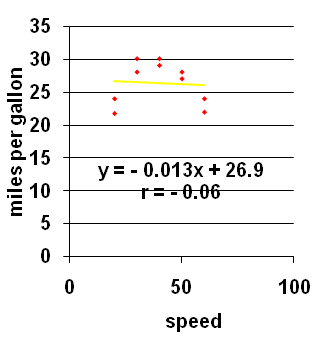 35
30
25
20
15
10
5
0
miles per gallon
y = - 0.013x + 26.9
r = - 0.06
0 50 100
speed